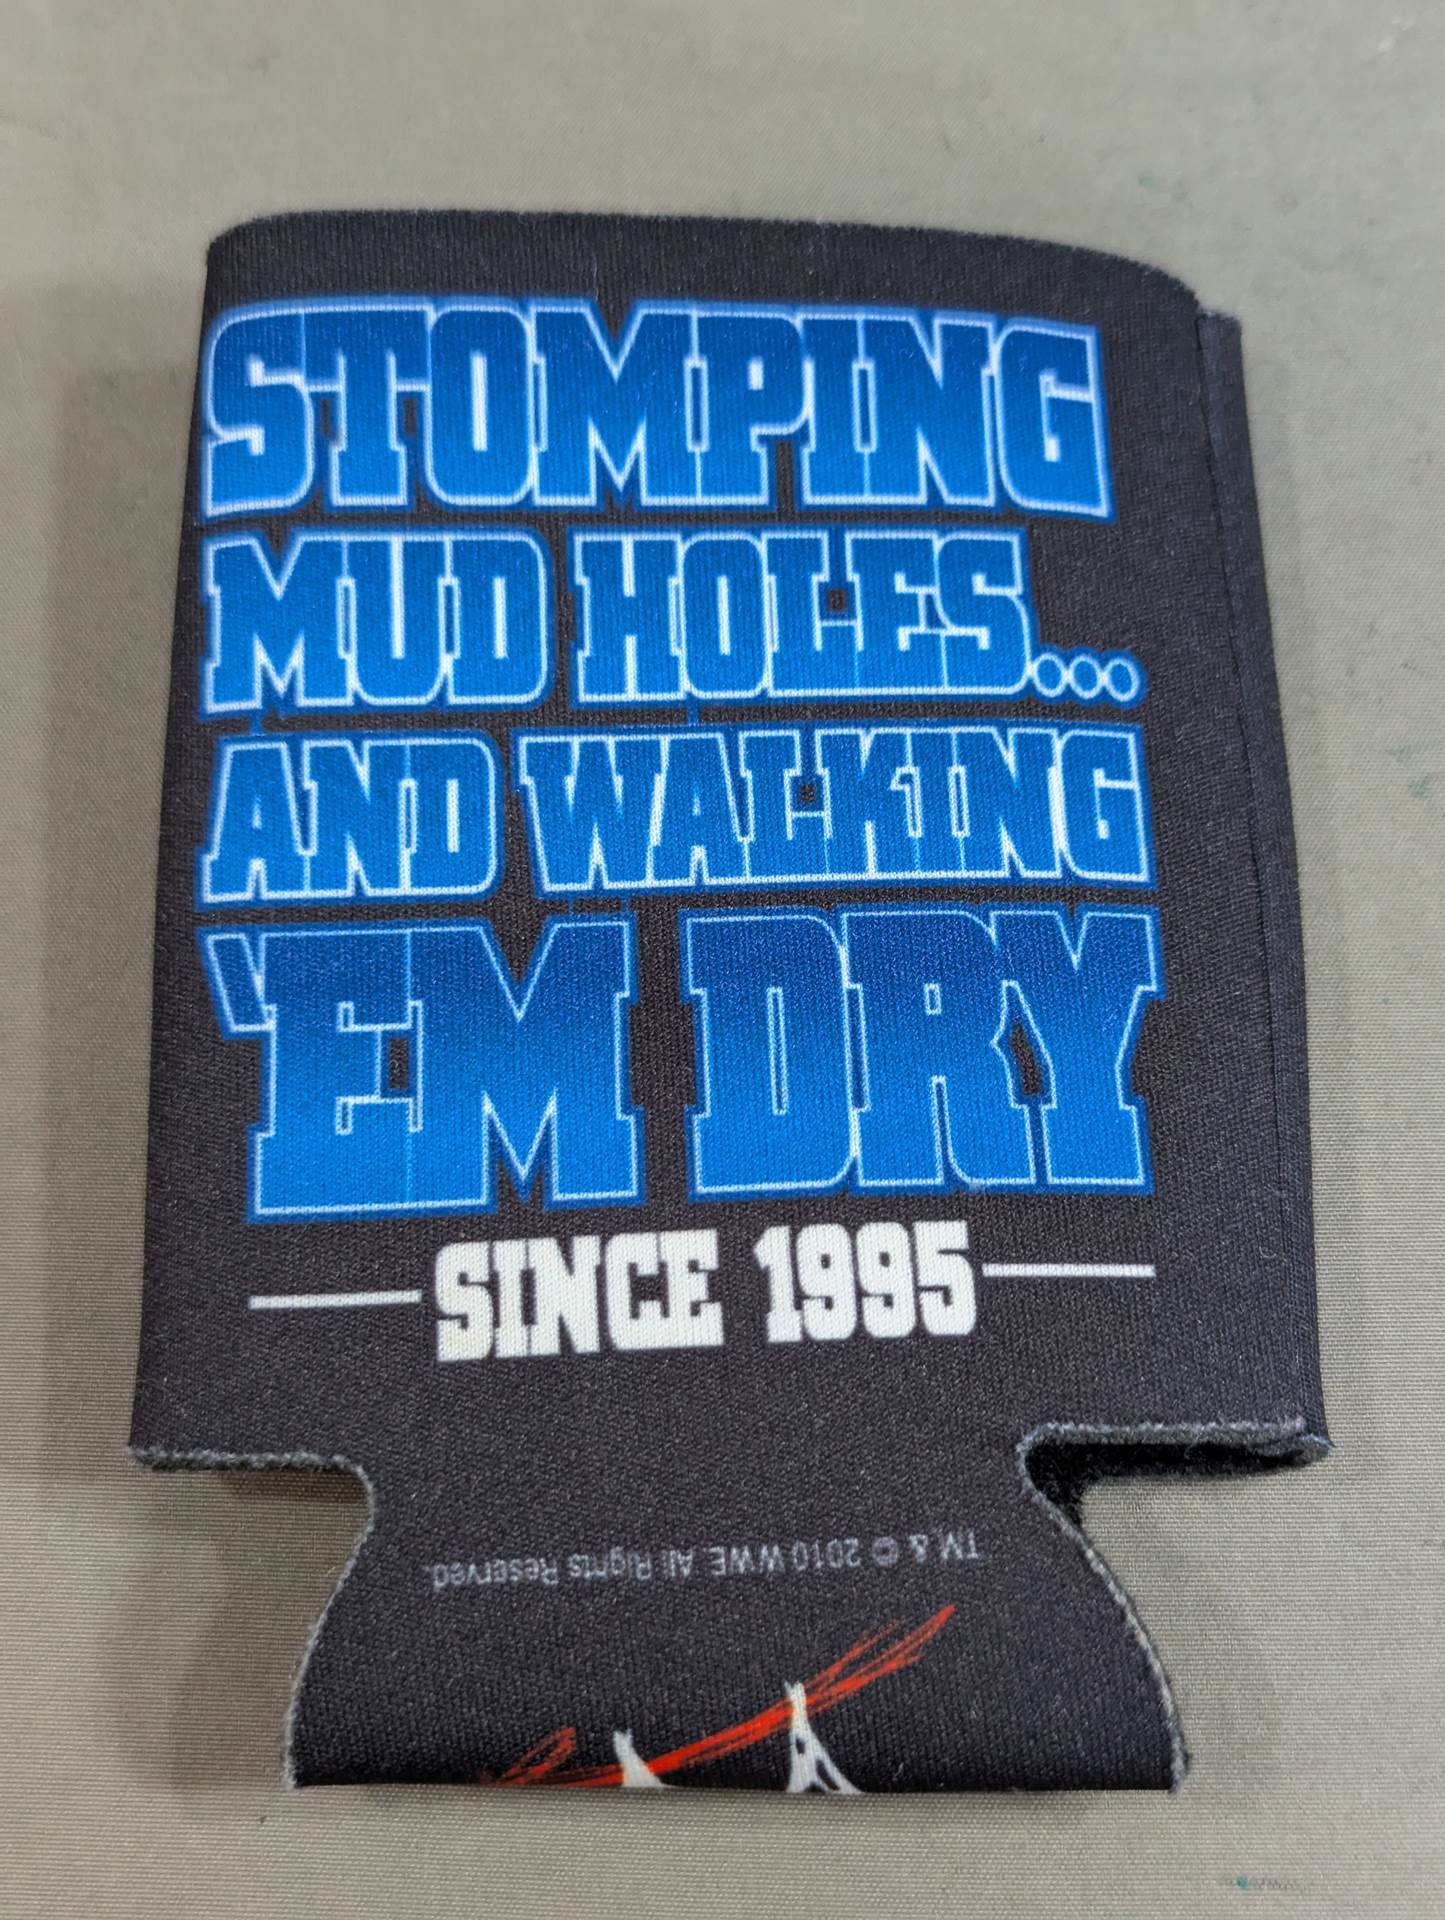 STOMPING
MUD HOLES...
AND WALKING
'EM DRY
SINCE 1995
TM & © 2010 WWE. All Rights Reserved.